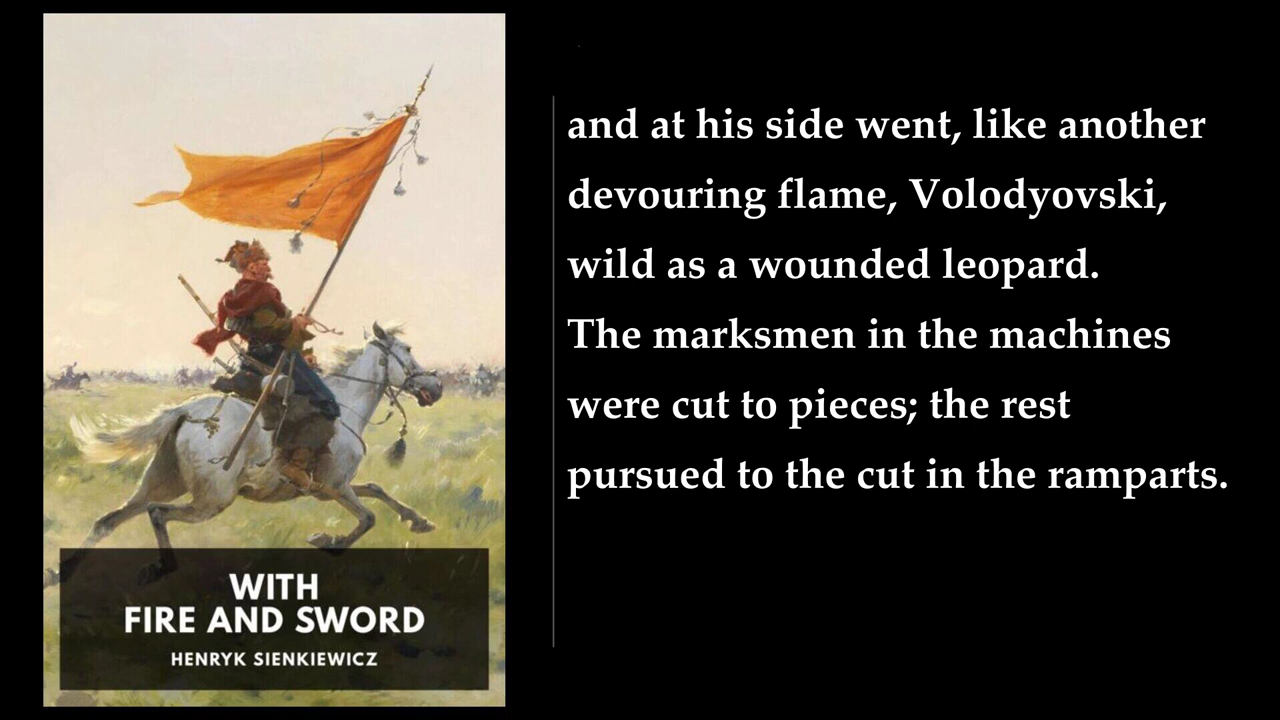 and at his side went, like another
devouring flame, Volodyovski,
wild as a wounded leopard.
The marksmen in the machines
were cut to pieces; the rest
pursued to the cut in the ramparts.
WITH
FIRE AND SWORD
HENRYK SIENKIEWICZ